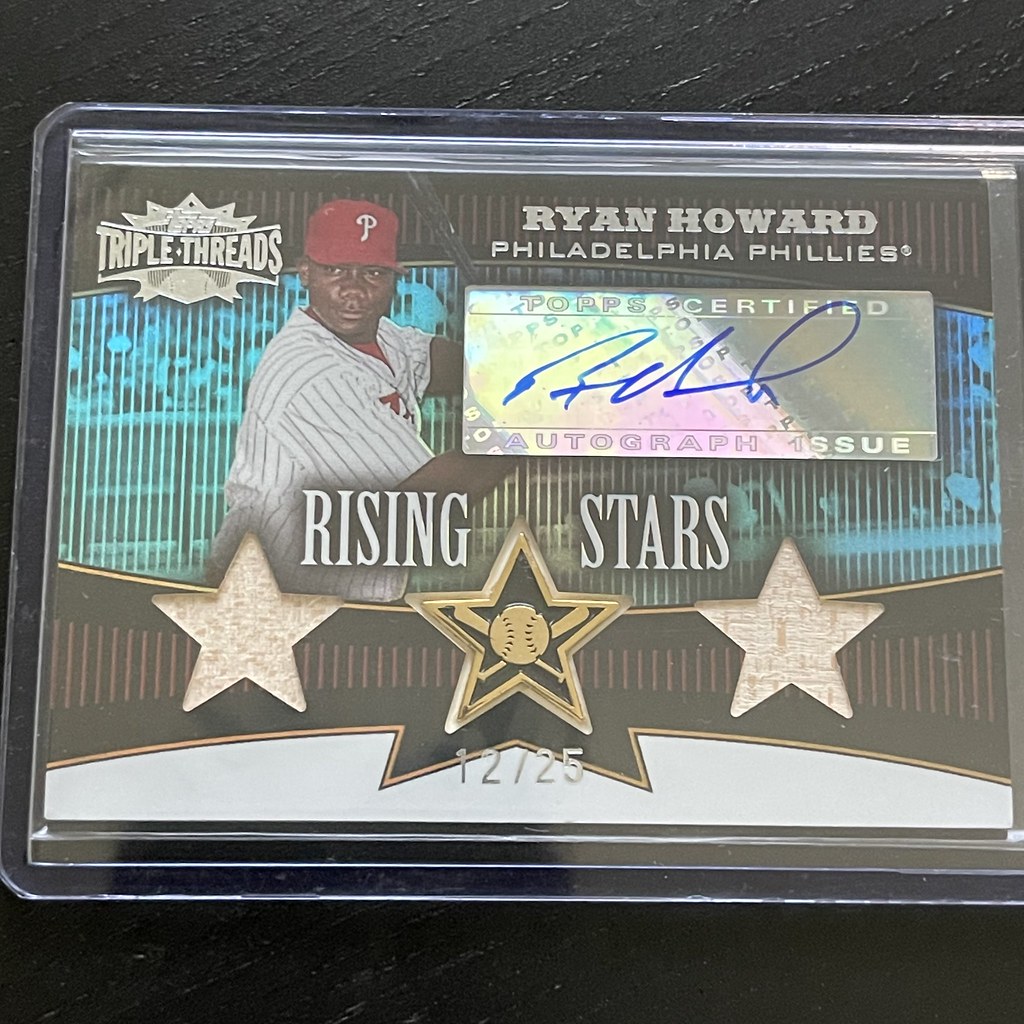 topps
TRIPLE·THREADS
P
RYAN HOWARD
PHILADELPHIA PHILLIES®
TOPPS CERTIFIED
AUTOGRAPH ISSUE
RISING STARS
12/25